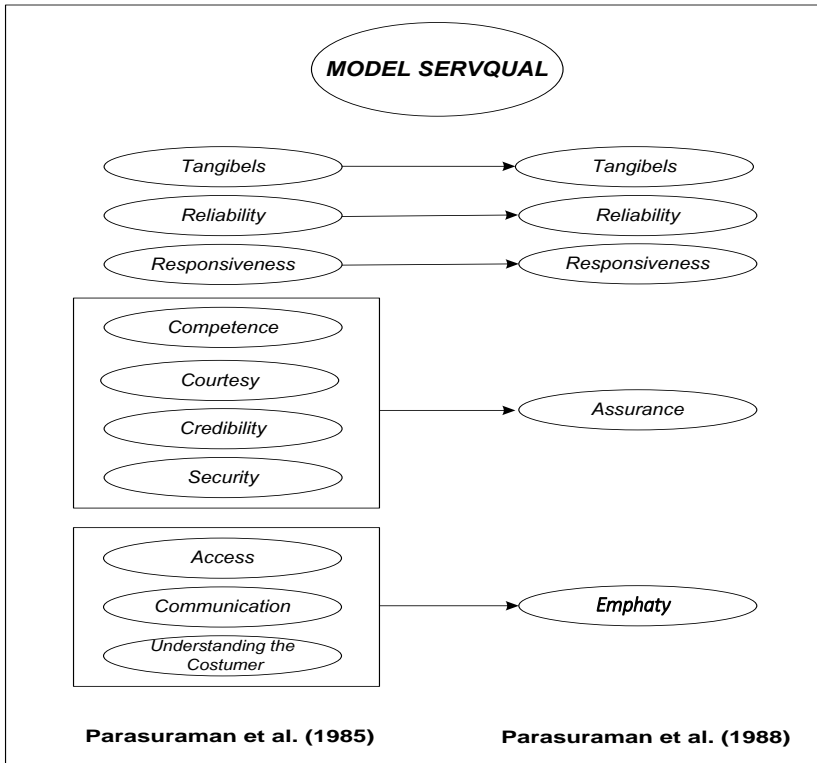 MODEL SERVQUAL
Tangibels
Tangibels
Reliability
Reliability
Responsiveness
Responsiveness
Competence
Courtesy
Credibility
Security
Assurance
Access
Communication
Understanding the
Costumer
Emphaty
Parasuraman et al. (1985)
Parasuraman et al. (1988)